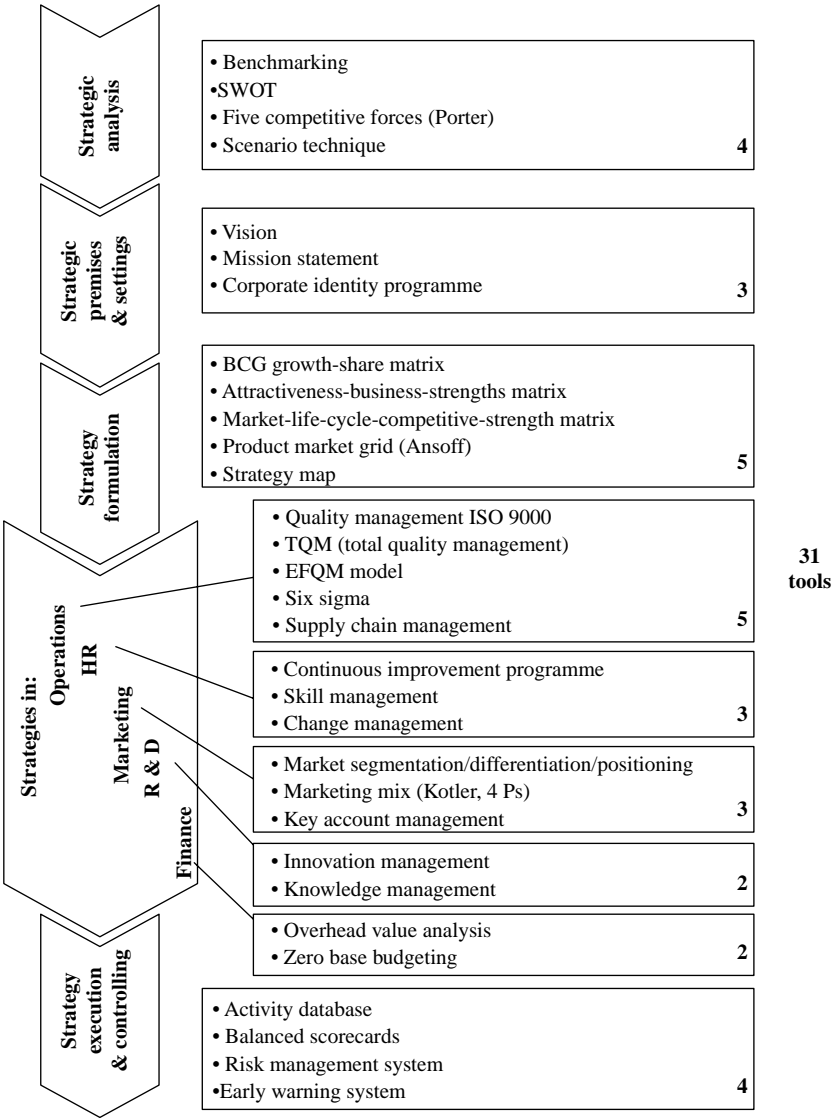 Strategic
analysis
• Benchmarking
•SWOT
• Five competitive forces (Porter)
• Scenario technique
4
Strategic
premises
& settings
• Vision
• Mission statement
• Corporate identity programme
3
Strategy
formulation
• BCG growth-share matrix
• Attractiveness-business-strengths matrix
• Market-life-cycle-competitive-strength matrix
• Product market grid (Ansoff)
• Strategy map
5
Strategies in:
Operations
• Quality management ISO 9000
• TQM (total quality management)
• EFQM model
• Six sigma
• Supply chain management
5
HR
• Continuous improvement programme
• Skill management
• Change management
3
Marketing
• Market segmentation/differentiation/positioning
• Marketing mix (Kotler, 4 Ps)
• Key account management
3
R & D
• Innovation management
• Knowledge management
2
Finance
• Overhead value analysis
• Zero base budgeting
2
Strategy
execution
& controlling
• Activity database
• Balanced scorecards
• Risk management system
•Early warning system
4
31
tools